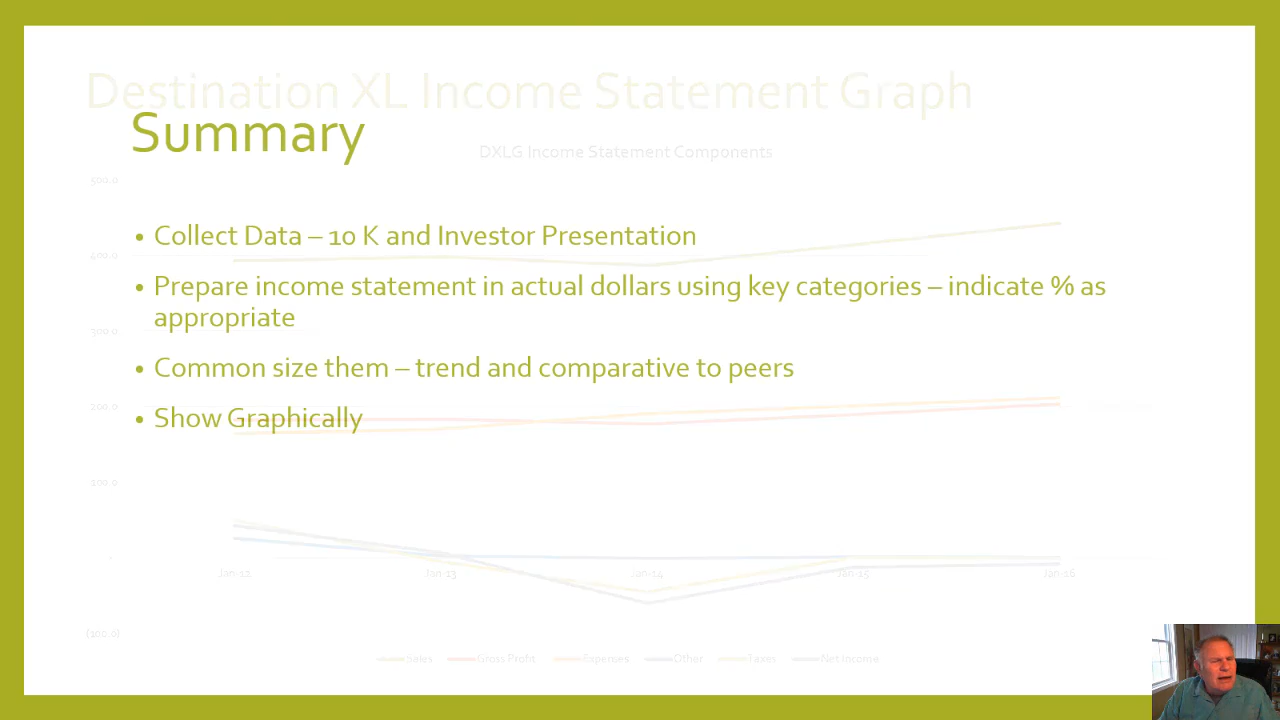 Destination XL Income Statement Graph
Summary
DXLG Income Statement Components
500.0
• Collect Data – 10 K and Investor Presentation
400.0
• Prepare income statement in actual dollars using key categories – indicate % as
appropriate
300.0
• Common size them – trend and comparative to peers
200.0
• Show Graphically
100.0
-
Jan-12 Jan-13 Jan-14 Jan-15 Jan-16
(100.0)
Sales Gross Profit Expenses Other Taxes Net Income